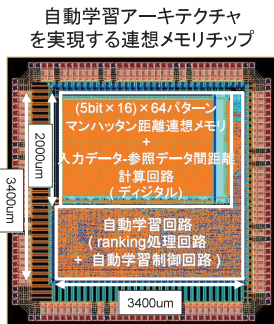 自動学習アーキテクチャ
を実現する連想メモリチップ
(5bit×16)×64パターン
マンハッタン距離連想メモリ
+
入力データ-参照データ間距離
計算回路
(ディジタル)
自動学習回路
(ranking処理回路
+ 自動学習制御回路)
2000um
3400um
3400um